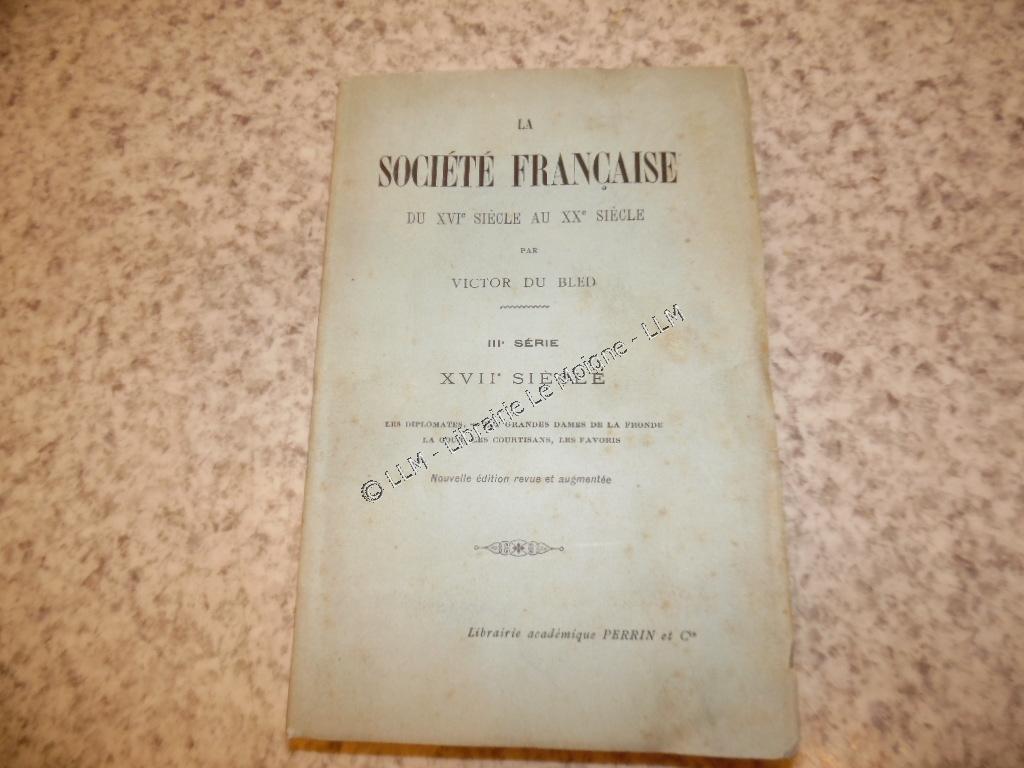 LA
SOCIÉTÉ FRANÇAISE
DU XVIe SIÈCLE AU XXe SIÈCLE
PAR
VICTOR DU BLED
IIIe SÉRIE
XVIIe SIÈCLE
LES DIPLOMATES, GRANDES DAMES DE LA FRONDE
LA COUR, LES COURTISANS, LES FAVORIS
Nouvelle édition revue et augmentée
Librairie académique PERRIN et Cie
© LLM - Librairie Le Moigne - LLM